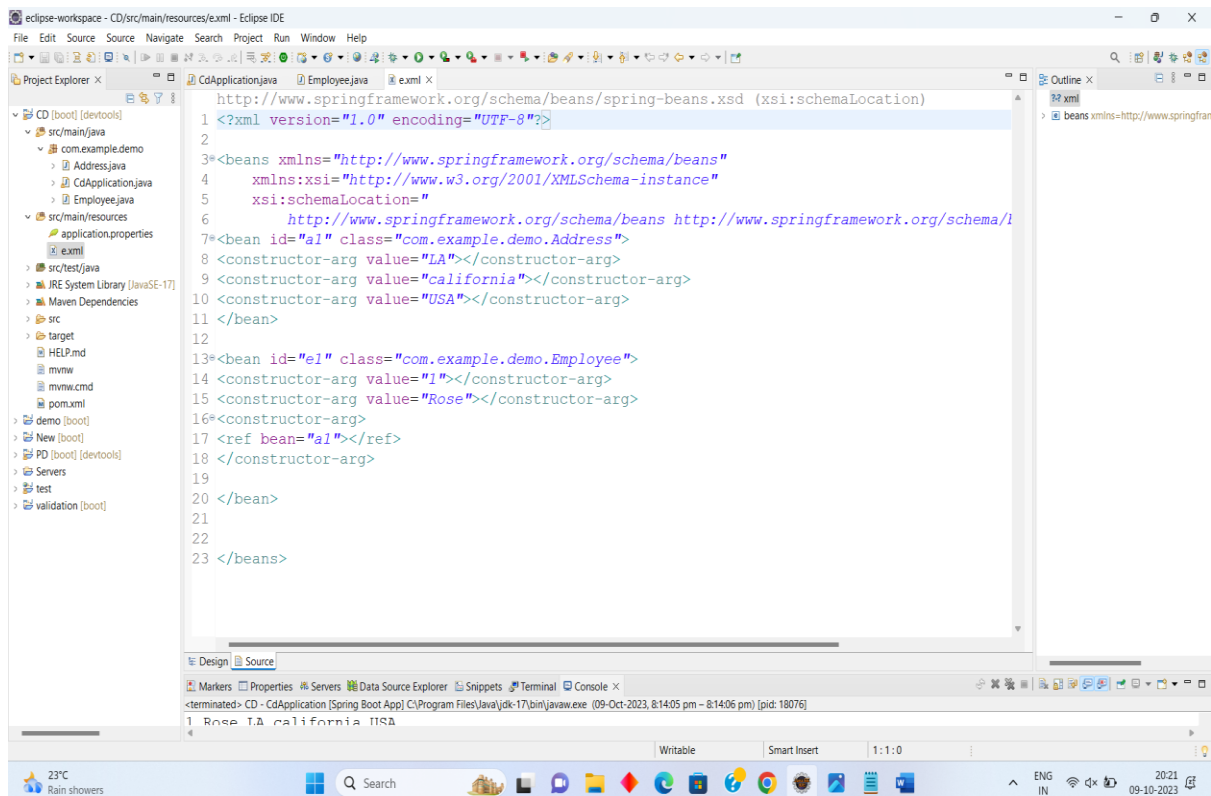 eclipse-workspace - CD/src/main/resources/e.xml - Eclipse IDE
File Edit Source Source Navigate Search Project Run Window Help
Project Explorer
CD [boot] [devtools]
src/main/java
com.example.demo
Address.java
CdApplication.java
Employee.java
src/main/resources
application.properties
e.xml
src/test/java
JRE System Library [JavaSE-17]
Maven Dependencies
src
target
HELP.md
mvnw
mvnw.cmd
pom.xml
demo [boot]
New [boot]
PD [boot] [devtools]
Servers
test
validation [boot]
CdApplication.java Employee.java e.xml
http://www.springframework.org/schema/beans/spring-beans.xsd (xsi:schemaLocation)
1 <?xml version="1.0" encoding="UTF-8"?>
2
3 <beans xmlns="http://www.springframework.org/schema/beans"
4 xmlns:xsi="http://www.w3.org/2001/XMLSchema-instance"
5 xsi:schemaLocation="
6 http://www.springframework.org/schema/beans http://www.springframework.org/schema/b
7 <bean id="a1" class="com.example.demo.Address">
8 <constructor-arg value="LA"></constructor-arg>
9 <constructor-arg value="california"></constructor-arg>
10 <constructor-arg value="USA"></constructor-arg>
11 </bean>
12
13 <bean id="e1" class="com.example.demo.Employee">
14 <constructor-arg value="1"></constructor-arg>
15 <constructor-arg value="Rose"></constructor-arg>
16 <constructor-arg>
17 <ref bean="a1"></ref>
18 </constructor-arg>
19
20 </bean>
21
22
23 </beans>
Design Source
Outline
xml
beans xmlns=http://www.springfran
Markers Properties Servers Data Source Explorer Snippets Terminal Console
<terminated> CD - CdApplication [Spring Boot App] C:\Program Files\Java\jdk-17\bin\javaw.exe (09-Oct-2023, 8:14:05 pm – 8:14:06 pm) [pid: 18076]
1 Rose LA california USA
Writable Smart Insert 1 : 1 : 0
23°C
Rain showers
Search
ENG
IN
20:21
09-10-2023